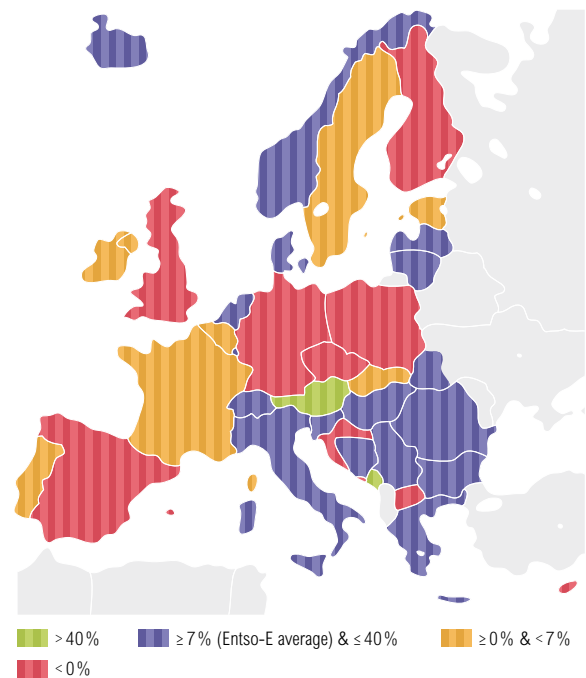 > 40 % ≥ 7 % (Entso-E average) & ≤ 40 % ≥ 0 % & < 7 %
< 0 %